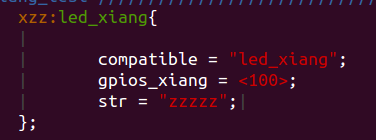 xzz:led_xiang{
compatible = "led_xiang";
gpios_xiang = <100>;
str = "zzzzz";
};